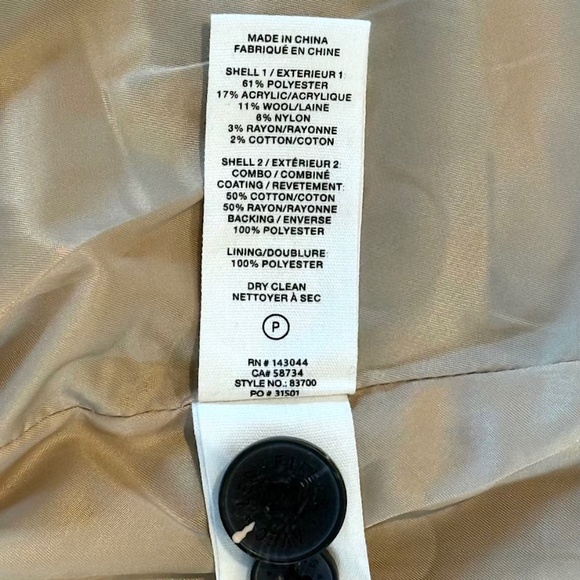 MADE IN CHINA
FABRIQUÉ EN CHINE
SHELL 1 / EXTERIEUR 1:
61% POLYESTER
17% ACRYLIC/ACRYLIQUE
11% WOOL/LAINE
6% NYLON
3% RAYON/RAYONNE
2% COTTON/COTON
SHELL 2 / EXTÉRIEUR 2:
COMBO / COMBINÉ
COATING / REVETEMENT:
50% COTTON/COTON
50% RAYON/RAYONNE
BACKING / ENVERSE
100% POLYESTER
LINING/DOUBLURE:
100% POLYESTER
DRY CLEAN
NETTOYER À SEC
P
RN # 143044
CA# 58734
STYLE NO.: 83700
PO # 31501